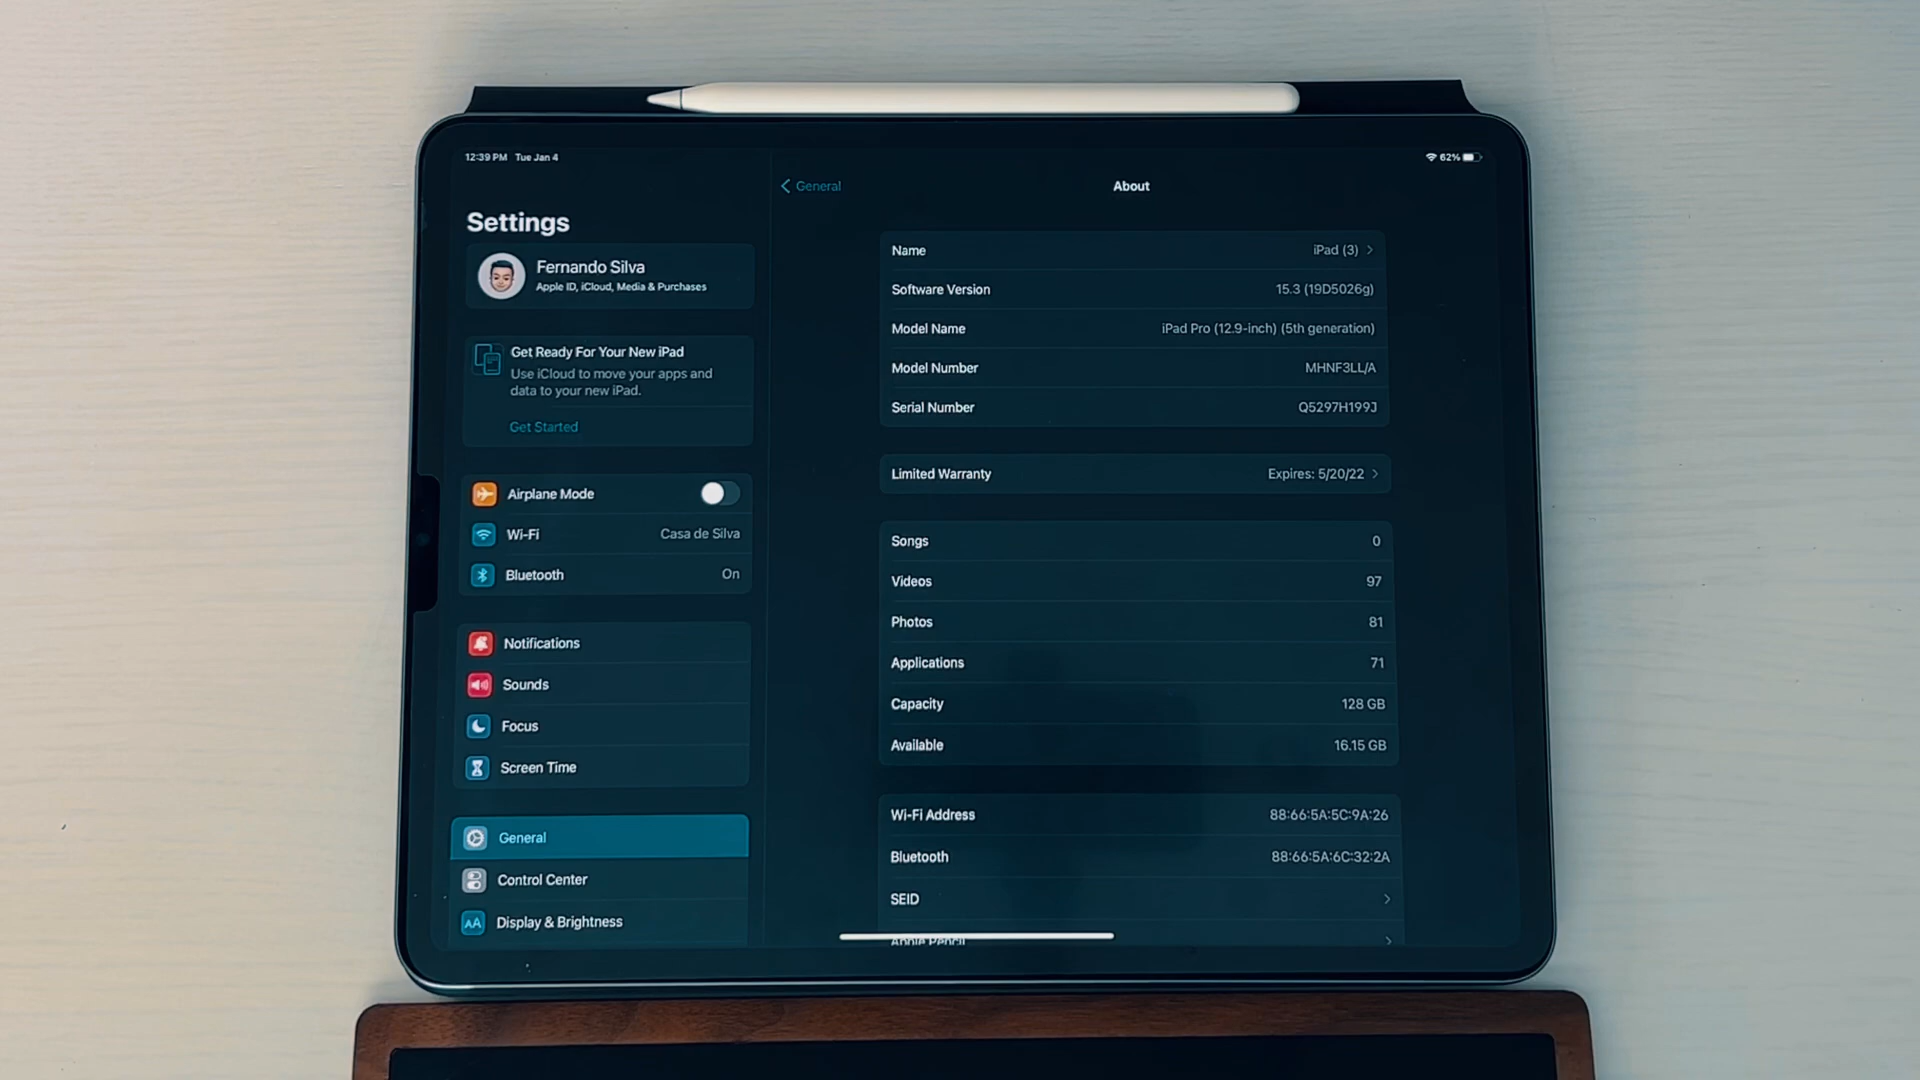 12:39 PM Tue Jan 4
62%
Settings
Fernando Silva
Apple ID, iCloud, Media & Purchases
Get Ready For Your New iPad
Use iCloud to move your apps and
data to your new iPad.
Get Started
Airplane Mode
Wi-Fi Casa de Silva
Bluetooth On
Notifications
Sounds
Focus
Screen Time
General
Control Center
AA Display & Brightness
General
About
Name iPad (3)
Software Version 15.3 (19D5026g)
Model Name iPad Pro (12.9-inch) (5th generation)
Model Number MHNF3LL/A
Serial Number Q5297H199J
Limited Warranty Expires: 5/20/22
Songs 0
Videos 97
Photos 81
Applications 71
Capacity 128 GB
Available 16.15 GB
Wi-Fi Address 88:66:5A:5C:9A:26
Bluetooth 88:66:5A:6C:32:2A
SEID
Apple Pencil